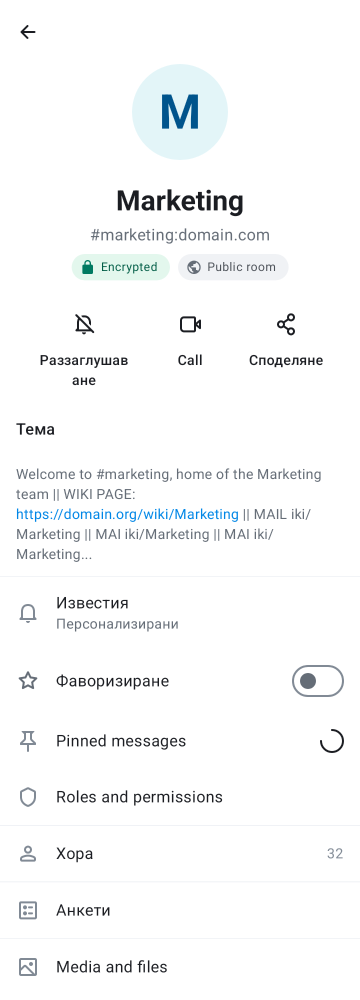 M
Marketing
#marketing:domain.com
Encrypted
Public room
Раззаглушав
ане
Call
Споделяне
Тема
Welcome to #marketing, home of the Marketing
team || WIKI PAGE:
https://domain.org/wiki/Marketing || MAIL iki/
Marketing || MAI iki/Marketing || MAI iki/
Marketing...
Известия
Персонализирани
Фаворизиране
Pinned messages
Roles and permissions
Хора
32
Анкети
Media and files